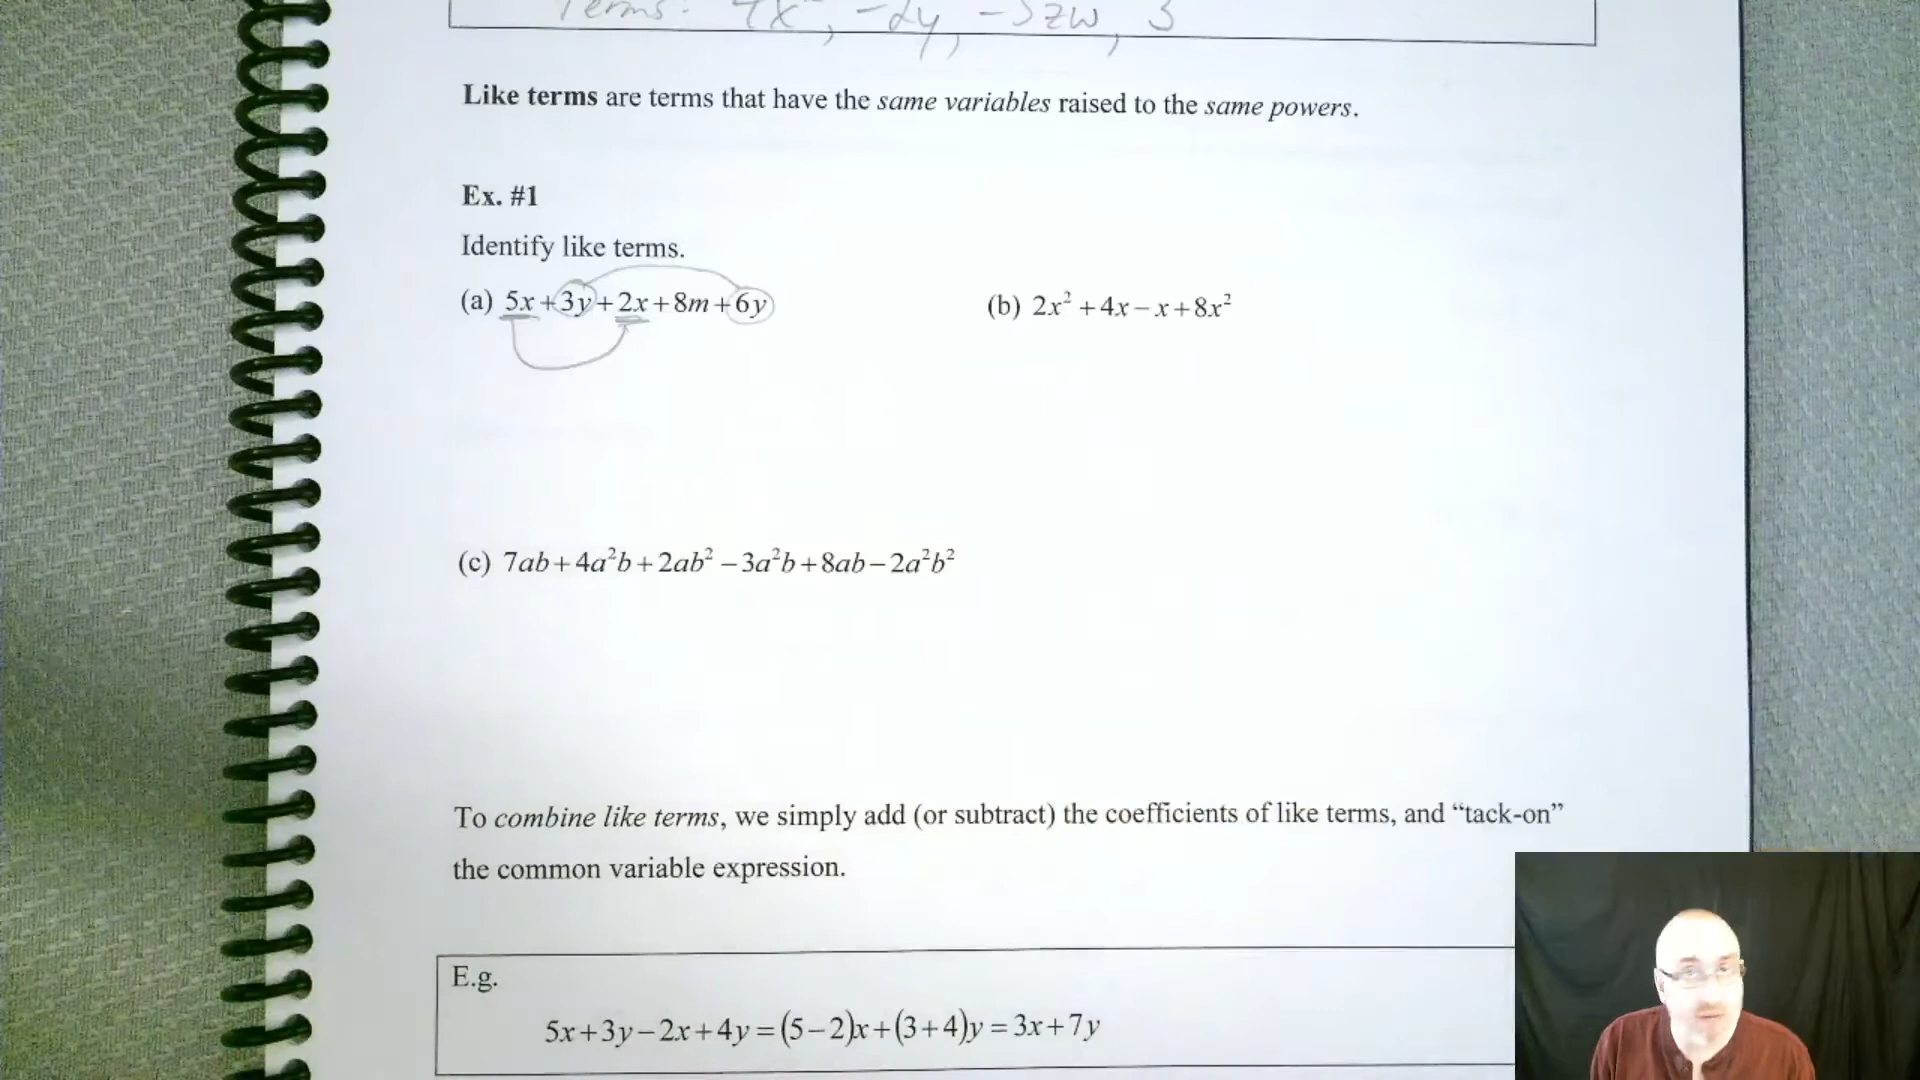 Terms: 4x², -2y, -5zw, 3
Like terms are terms that have the same variables raised to the same powers.
Ex. #1
Identify like terms.
(a) 5x+3y+2x+8m+6y
(b) 2x²+4x−x+8x²
(c) 7ab+4a²b+2ab²−3a²b+8ab−2a²b²
To combine like terms, we simply add (or subtract) the coefficients of like terms, and “tack-on”
the common variable expression.
E.g.
5x+3y−2x+4y=(5−2)x+(3+4)y=3x+7y